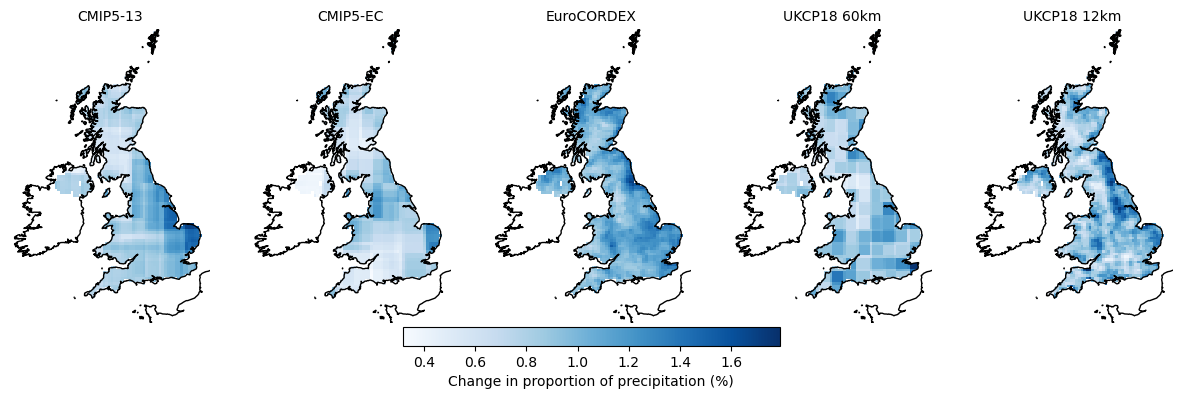 CMIP5-13 CMIP5-EC EuroCORDEX UKCP18 60km UKCP18 12km
0.4 0.6 0.8 1.0 1.2 1.4 1.6
Change in proportion of precipitation (%)